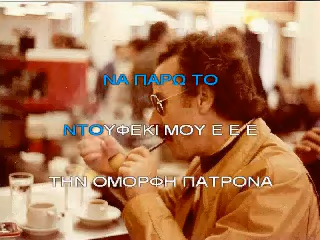 ΝΑ ΠΑΡΩ ΤΟ
ΝΤΟΥΦΕΚΙ ΜΟΥ Ε Ε Ε
ΤΗΝ ΟΜΟΡΦΗ ΠΑΤΡΟΝΑ